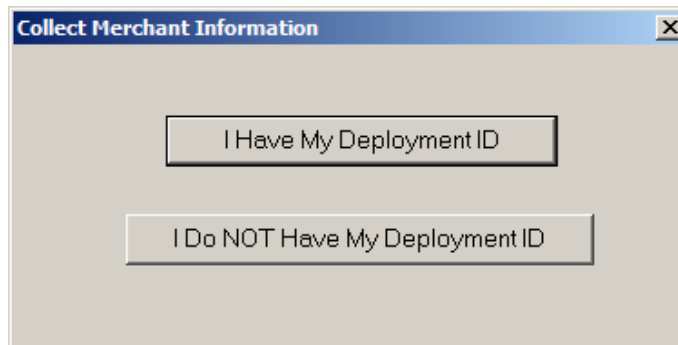 Collect Merchant Information
I Have My Deployment ID
I Do NOT Have My Deployment ID